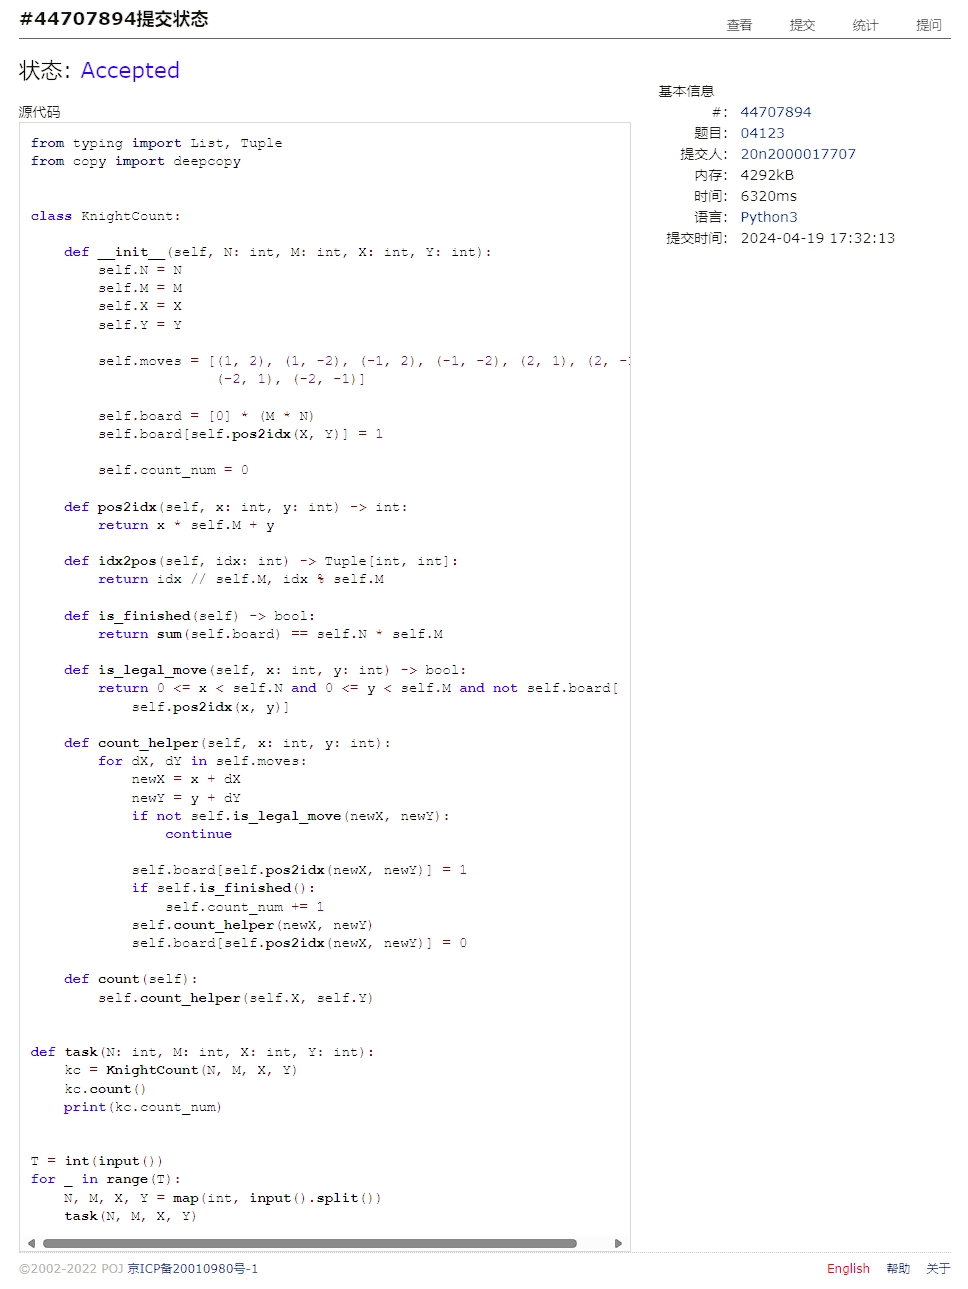 #44707894提交状态
查看 提交 统计 提问
状态: Accepted
源代码
from typing import List, Tuple
from copy import deepcopy
class KnightCount:
def __init__(self, N: int, M: int, X: int, Y: int):
self.N = N
self.M = M
self.X = X
self.Y = Y
self.moves = [(1, 2), (1, -2), (-1, 2), (-1, -2), (2, 1), (2, -
(-2, 1), (-2, -1)]
self.board = [0] * (M * N)
self.board[self.pos2idx(X, Y)] = 1
self.count_num = 0
def pos2idx(self, x: int, y: int) -> int:
return x * self.M + y
def idx2pos(self, idx: int) -> Tuple[int, int]:
return idx // self.M, idx % self.M
def is_finished(self) -> bool:
return sum(self.board) == self.N * self.M
def is_legal_move(self, x: int, y: int) -> bool:
return 0 <= x < self.N and 0 <= y < self.M and not self.board[
self.pos2idx(x, y)]
def count_helper(self, x: int, y: int):
for dX, dY in self.moves:
newX = x + dX
newY = y + dY
if not self.is_legal_move(newX, newY):
continue
self.board[self.pos2idx(newX, newY)] = 1
if self.is_finished():
self.count_num += 1
self.count_helper(newX, newY)
self.board[self.pos2idx(newX, newY)] = 0
def count(self):
self.count_helper(self.X, self.Y)
def task(N: int, M: int, X: int, Y: int):
kc = KnightCount(N, M, X, Y)
kc.count()
print(kc.count_num)
T = int(input())
for _ in range(T):
N, M, X, Y = map(int, input().split())
task(N, M, X, Y)
基本信息
#: 44707894
题目: 04123
提交人: 20n2000017707
内存: 4292kB
时间: 6320ms
语言: Python3
提交时间: 2024-04-19 17:32:13
©2002-2022 POJ 京ICP备20010980号-1
English 帮助 关于